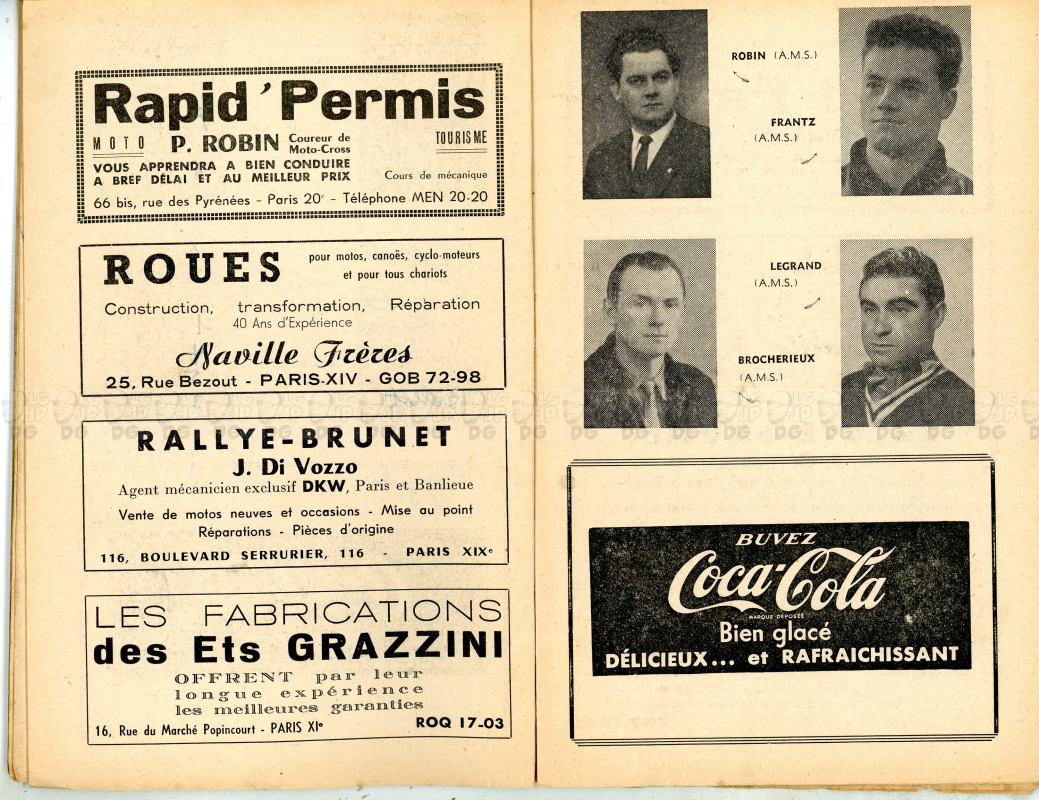 Rapid'Permis
MOTO P. ROBIN Coureur de Moto-Cross TOURISME
VOUS APPRENDRA A BIEN CONDUIRE
A BREF DÉLAI ET AU MEILLEUR PRIX Cours de mécanique
66 bis, rue des Pyrénées - Paris 20e - Téléphone MEN 20-20
ROUES pour motos, canoës, cyclo-moteurs
et pour tous chariots
Construction, transformation, Réparation
40 Ans d'Expérience
Naville Frères
25, Rue Bezout - PARIS-XIV - GOB 72-98
RALLYE-BRUNET
J. Di Vozzo
Agent mécanicien exclusif DKW, Paris et Banlieue
Vente de motos neuves et occasions - Mise au point
Réparations - Pièces d'origine
116, BOULEVARD SERRURIER, 116 - PARIS XIXe
LES FABRICATIONS
des Ets GRAZZINI
OFFRENT par leur
longue expérience
les meilleures garanties
16, Rue du Marché Popincourt - PARIS XIe ROQ 17-03
ROBIN (A.M.S.)
FRANTZ
(A.M.S.)
LEGRAND
(A.M.S.)
BROCHERIEUX
(A.M.S.)
BUVEZ
Coca-Cola
MARQUE DÉPOSÉE
Bien glacé
DÉLICIEUX... et RAFRAICHISSANT